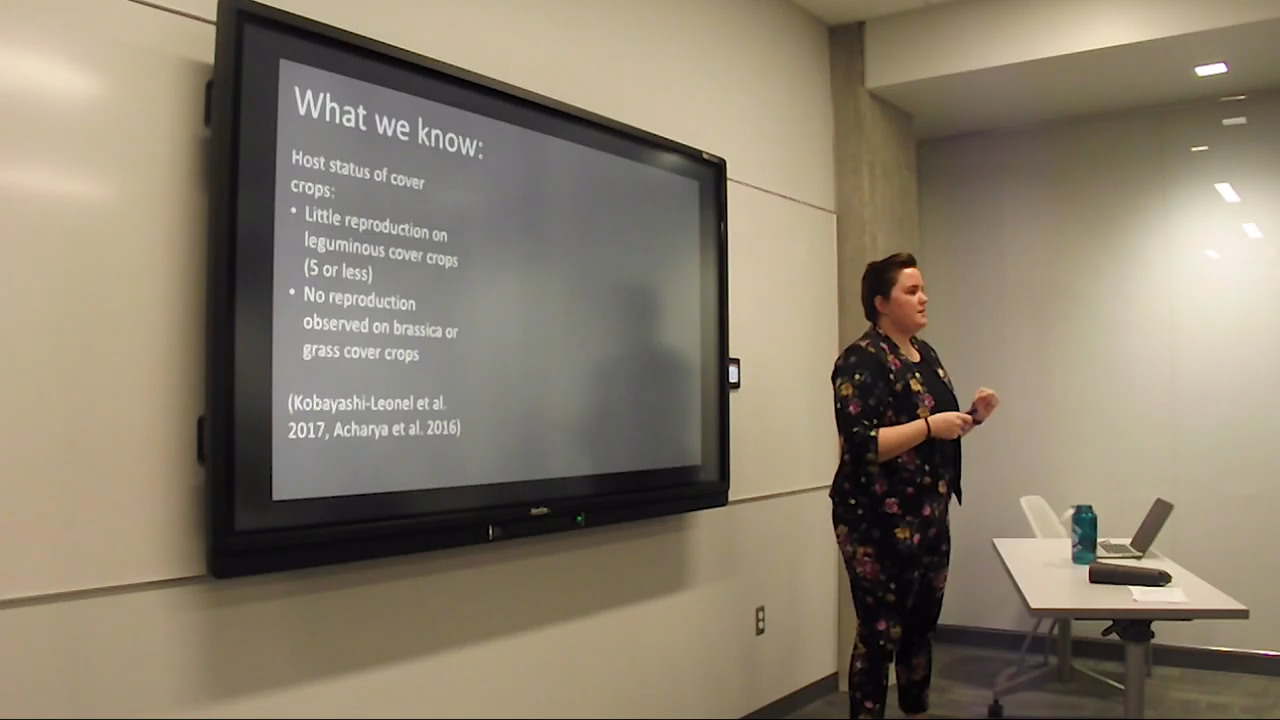 What we know:
Host status of cover
crops:
• Little reproduction on
leguminous cover crops
(5 or less)
• No reproduction
observed on brassica or
grass cover crops
(Kobayashi-Leonel et al.
2017, Acharya et al. 2016)